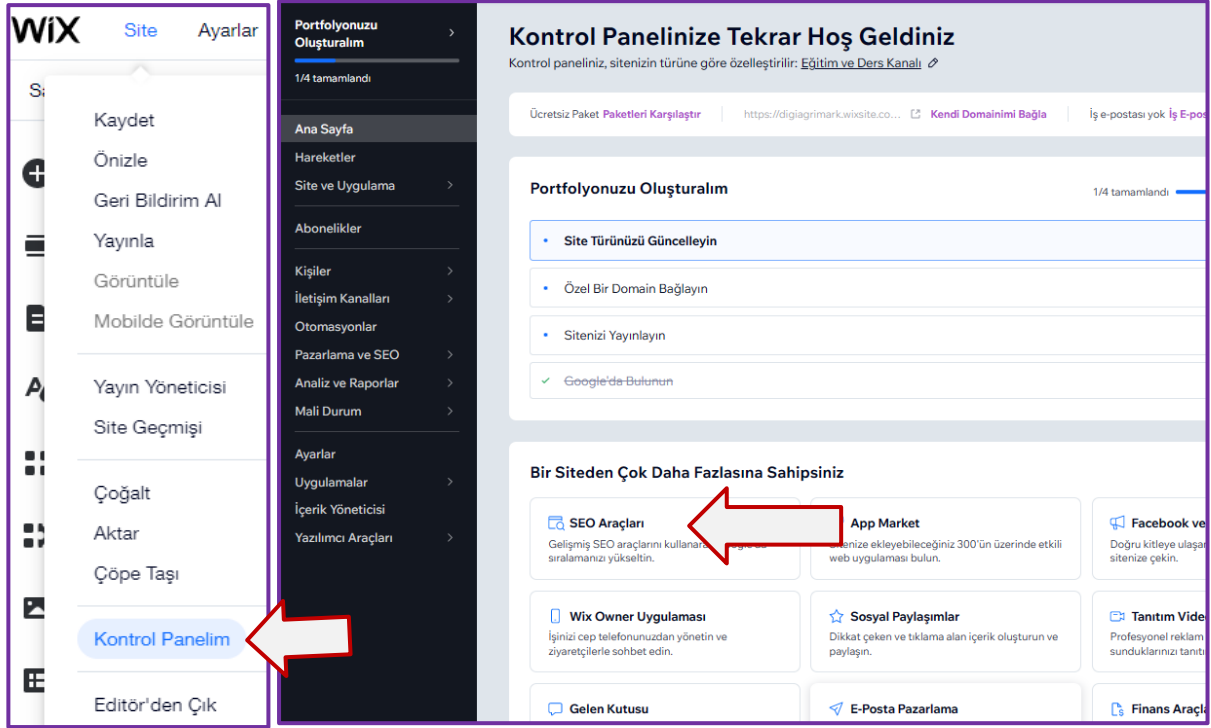 WiX
Site
Ayarlar
Kaydet
Önizle
Geri Bildirim Al
Yayınla
Görüntüle
Mobilde Görüntüle
Yayın Yöneticisi
Site Geçmişi
Çoğalt
Aktar
Çöpe Taşı
Kontrol Panelim
Editör'den Çık
Portfolyonuzu
Oluşturalım
1/4 tamamlandı
Ana Sayfa
Hareketler
Site ve Uygulama
Abonelikler
Kişiler
İletişim Kanalları
Otomasyonlar
Pazarlama ve SEO
Analiz ve Raporlar
Mali Durum
Ayarlar
Uygulamalar
İçerik Yöneticisi
Yazılımcı Araçları
Kontrol Panelinize Tekrar Hoş Geldiniz
Kontrol paneliniz, sitenizin türüne göre özelleştirilir: Eğitim ve Ders Kanalı
Ücretsiz Paket Paketleri Karşılaştır
https://digiagrimark.wixsite.co... Kendi Domainimi Bağla
İş e-postası yok İş E-pos
Portfolyonuzu Oluşturalım
1/4 tamamlandı
Site Türünüzü Güncelleyin
Özel Bir Domain Bağlayın
Sitenizi Yayınlayın
Google'da Bulunun
Bir Siteden Çok Daha Fazlasına Sahipsiniz
SEO Araçları
Gelişmiş SEO araçlarını
sıralamanızı yükseltin.
App Market
ekleyebileceğiniz 300'ün üzerinde etkili
web uygulaması bulun.
Facebook ve
Doğru kitleye
sitenize çekin.
Wix Owner Uygulaması
İşinizi cep telefonunuzdan yönetin ve
ziyaretçilerle sohbet edin.
Sosyal Paylaşımlar
Dikkat çeken ve tıklama alan içerik oluşturun ve
paylaşın.
Tanıtım
Profesyonel reklam
sunduklarınızı
Gelen Kutusu
E-Posta Pazarlama
Finans